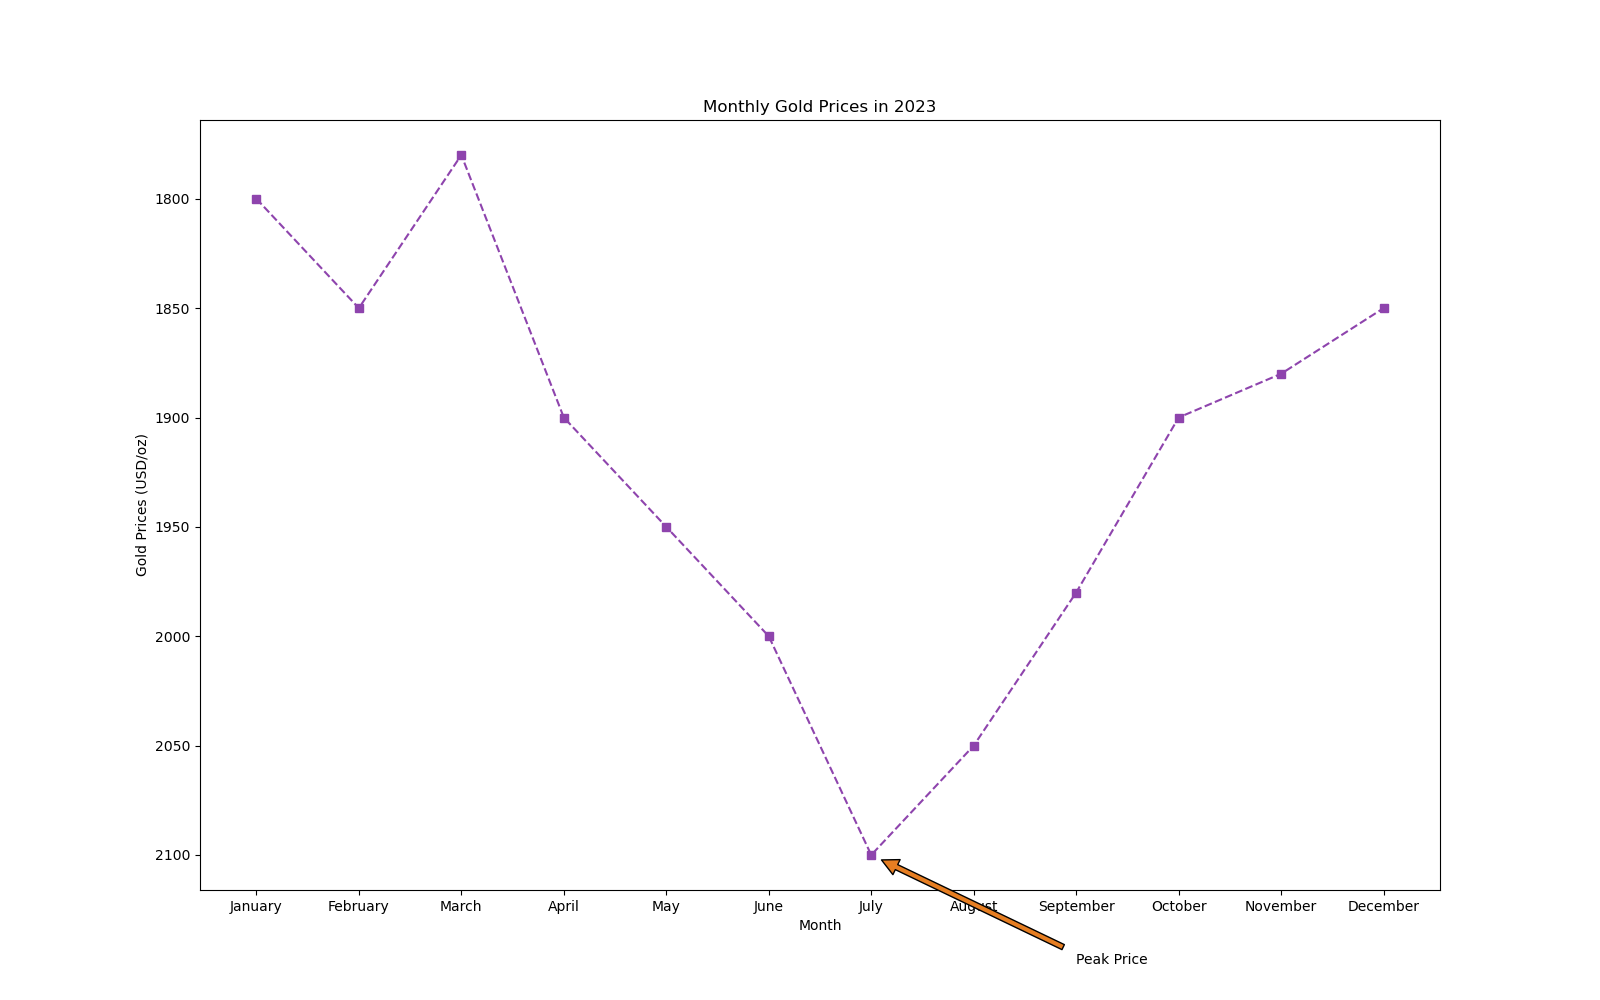 Monthly Gold Prices in 2023
Gold Prices (USD/oz)
1800
1850
1900
1950
2000
2050
2100
January February March April May June July August September October November December
Month
Peak Price